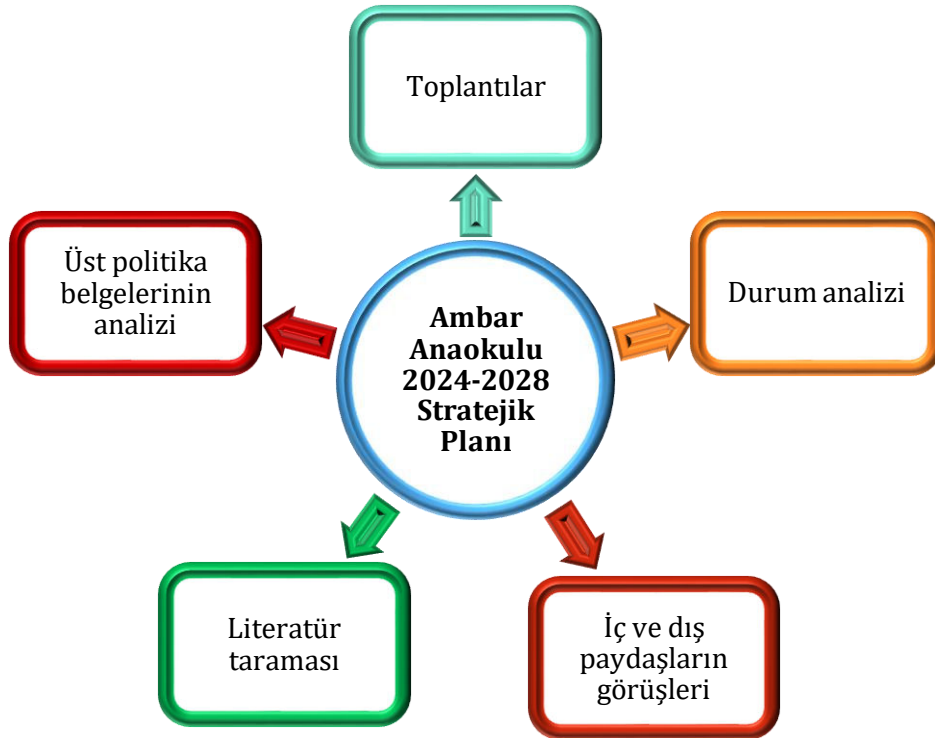 Toplantılar
Üst politika
belgelerinin
analizi
Durum analizi
Ambar
Anaokulu
2024-2028
Stratejik
Planı
Literatür
taraması
İç ve dış
paydaşların
görüşleri